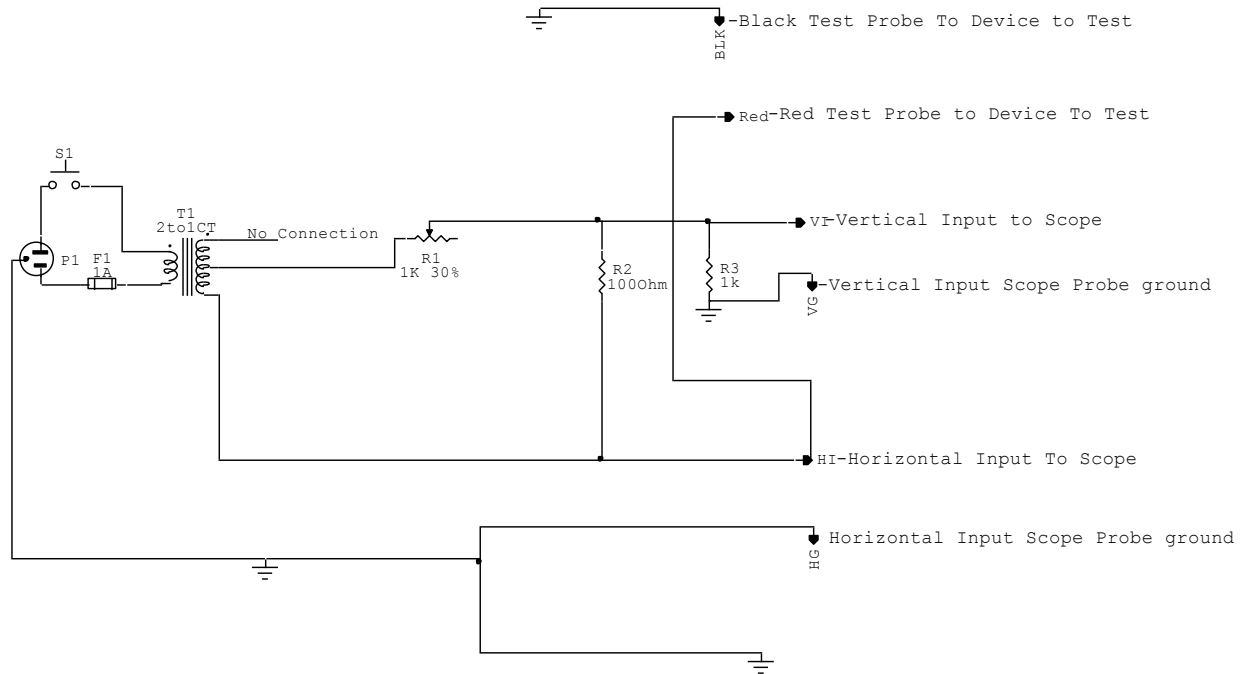 BLK-Black Test Probe To Device to Test
Red-Red Test Probe to Device To Test
S1
T1
2to1CT
No Connection
VI-Vertical Input to Scope
P1
F1
1A
R1
1K 30%
R2
100Ohm
R3
1k
VG-Vertical Input Scope Probe ground
HI-Horizontal Input To Scope
HG Horizontal Input Scope Probe ground